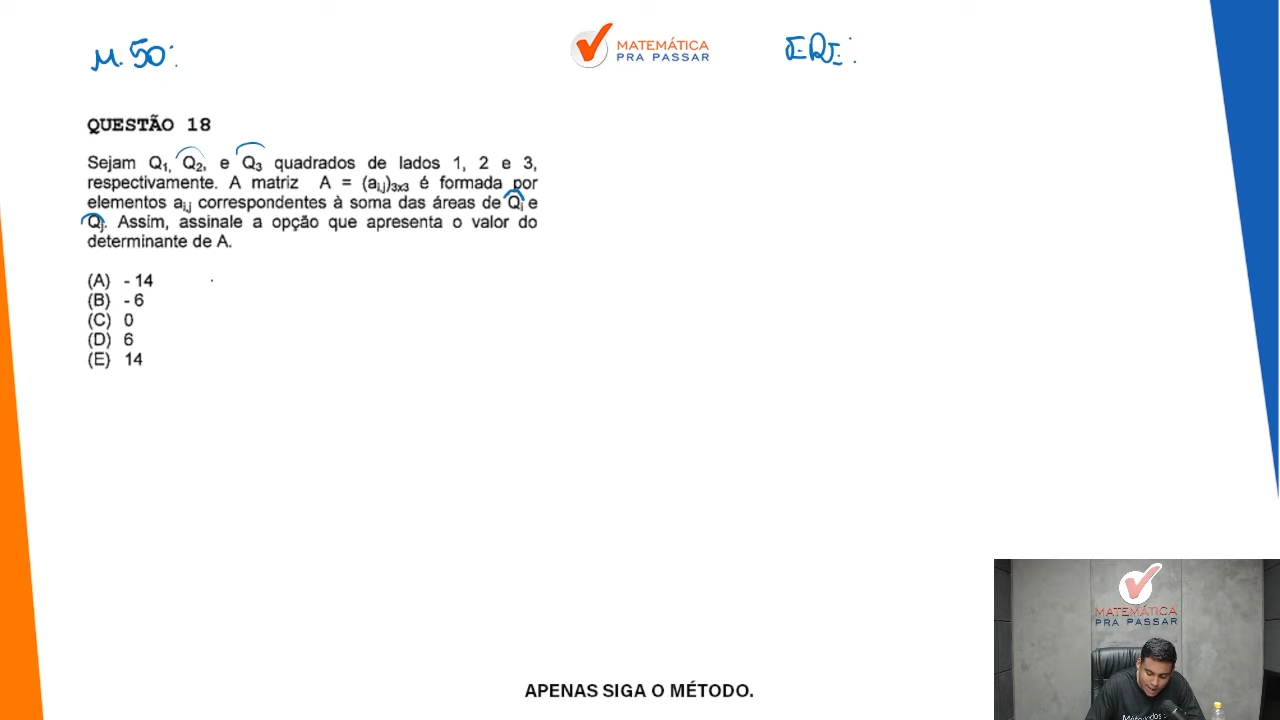 M. 50:
MATEMÁTICA
PRA PASSAR
QUESTÃO 18
Sejam Q1, Q2, e Q3 quadrados de lados 1, 2 e 3,
respectivamente. A matriz A = (ai,j)3x3 é formada por
elementos ai,j correspondentes à soma das áreas de Qi e
Qj. Assim, assinale a opção que apresenta o valor do
determinante de A.
(A) - 14
(B) - 6
(C) 0
(D) 6
(E) 14
MATEMÁTICA
PRA PASSAR
APENAS SIGA O MÉTODO.